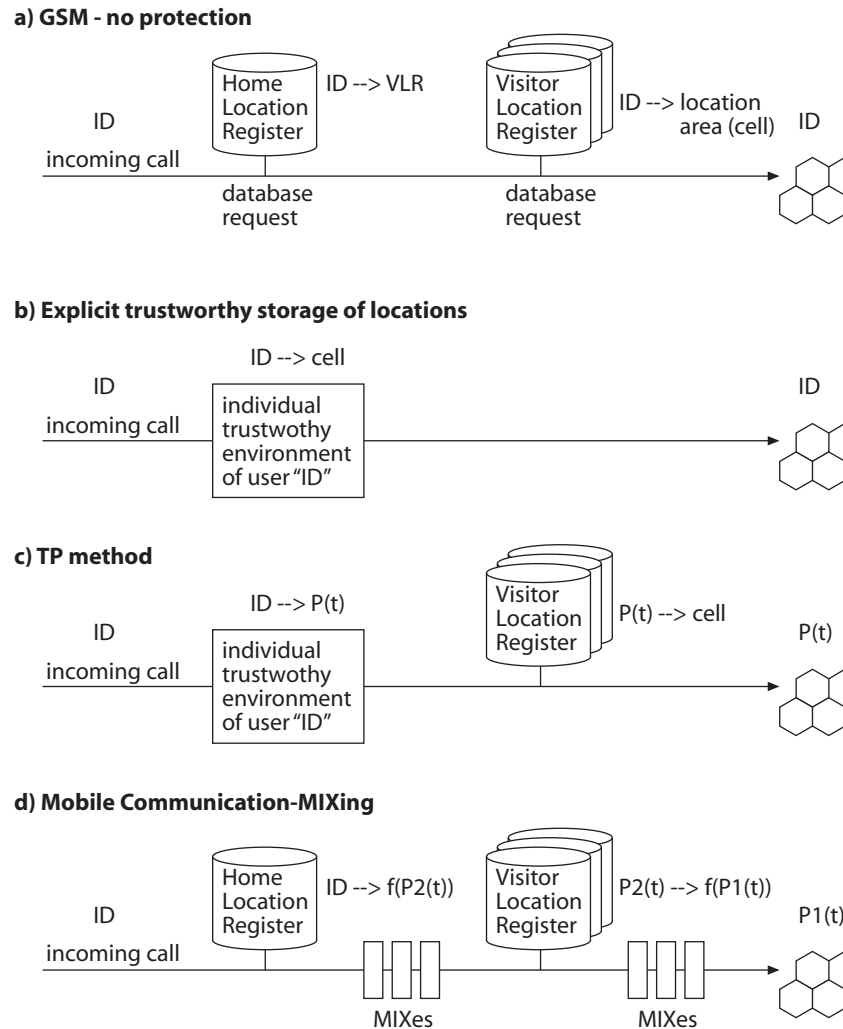 a) GSM - no protection
Home
Location
Register
ID --> VLR
Visitor
Location
Register
ID --> location
area (cell)
ID
incoming call
ID
database
request
database
request
b) Explicit trustworthy storage of locations
ID --> cell
ID
incoming call
individual
trustwothy
environment
of user "ID"
ID
c) TP method
ID --> P(t)
ID
incoming call
individual
trustwothy
environment
of user "ID"
Visitor
Location
Register
P(t) --> cell
P(t)
d) Mobile Communication-MIXing
Home
Location
Register
ID --> f(P2(t))
Visitor
Location
Register
P2(t) --> f(P1(t))
ID
incoming call
P1(t)
MIXes
MIXes